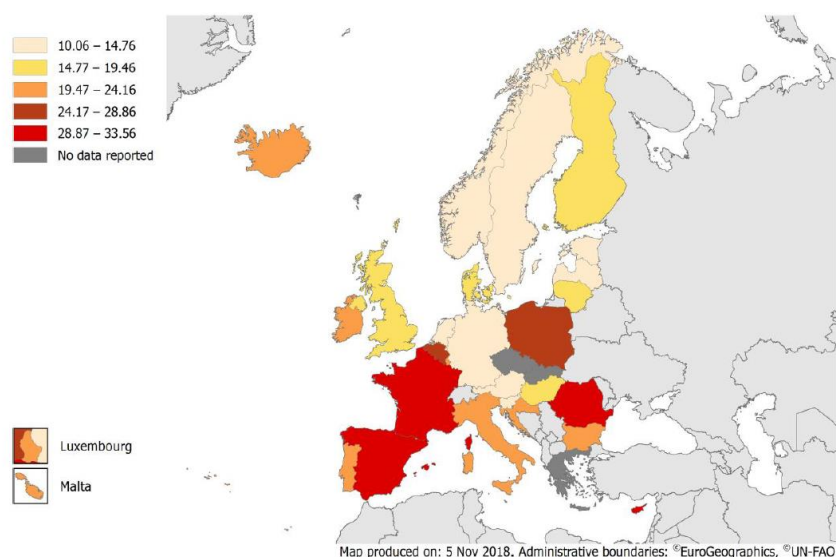 10.06 – 14.76
14.77 – 19.46
19.47 – 24.16
24.17 – 28.86
28.87 – 33.56
No data reported
Luxembourg
Malta
Map produced on: 5 Nov 2018. Administrative boundaries: ©EuroGeographics, ©UN-FAO